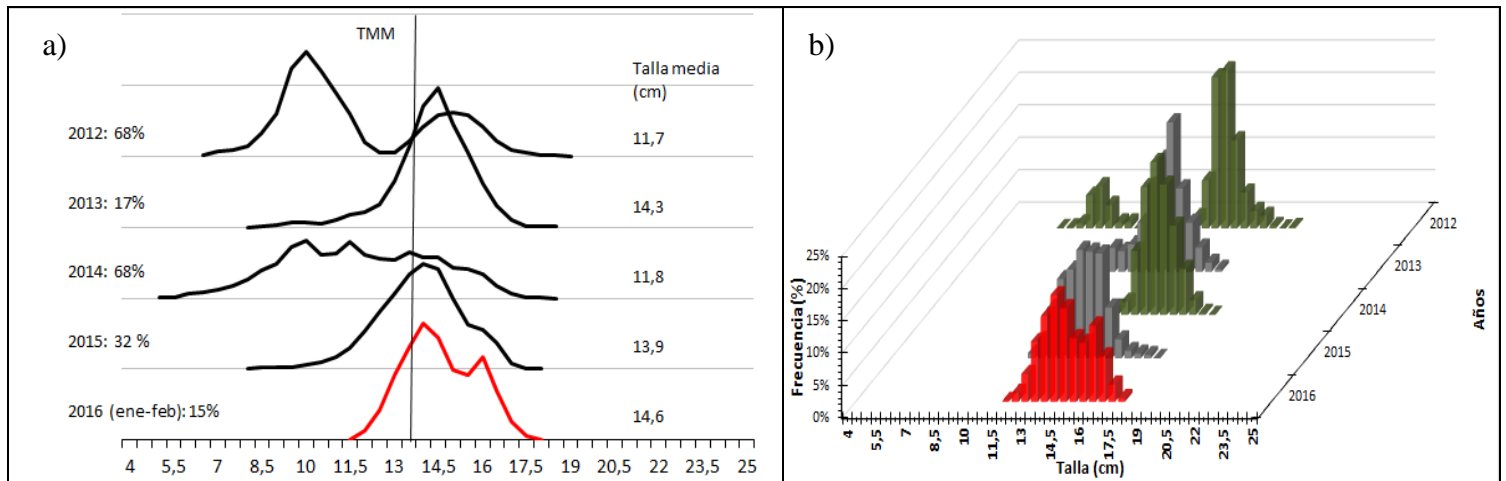 a)
TMM
Talla media
(cm)
2012: 68%
11,7
2013: 17%
14,3
2014: 68%
11,8
2015: 32 %
13,9
2016 (ene-feb): 15%
14,6
4 5,5 7 8,5 10 11,5 13 14,5 16 17,5 19 20,5 22 23,5 25
b)
25%
20%
15%
10%
5%
0%
Frecuencia (%)
4 5,5 7 8,5 10 11,5 13 14,5 16 17,5 19 20,5 22 23,5 25
Talla (cm)
2012
2013
2014
2015
2016
Años